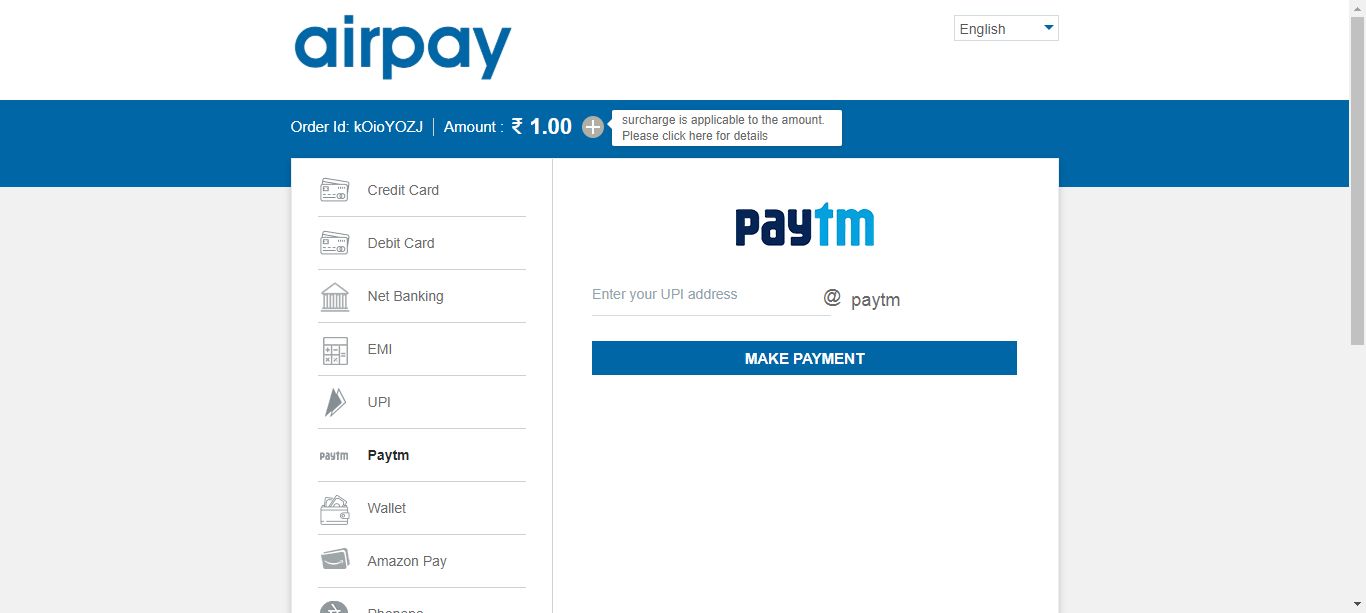 airpay
English
Order Id: kOioYOZJ | Amount : ₹ 1.00
surcharge is applicable to the amount.
Please click here for details
Credit Card
Debit Card
Net Banking
EMI
UPI
paytm Paytm
Wallet
Amazon Pay
Phonepe
paytm
Enter your UPI address @ paytm
MAKE PAYMENT